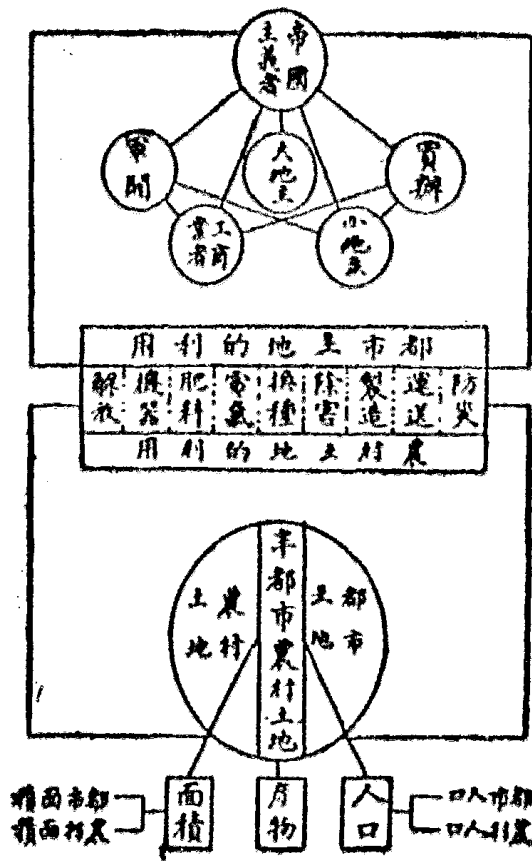 帝國主義者
買辦
大地主
軍閥
小地主
工商業者
都市土地的利用
防災
運送
製造
除害
換種
電氣
肥料
機器
解放
農村土地的利用
都市土地
半都市農村土地
農村土地
人口
產物
面積
都市人口
農村人口
都市面積
農村面積